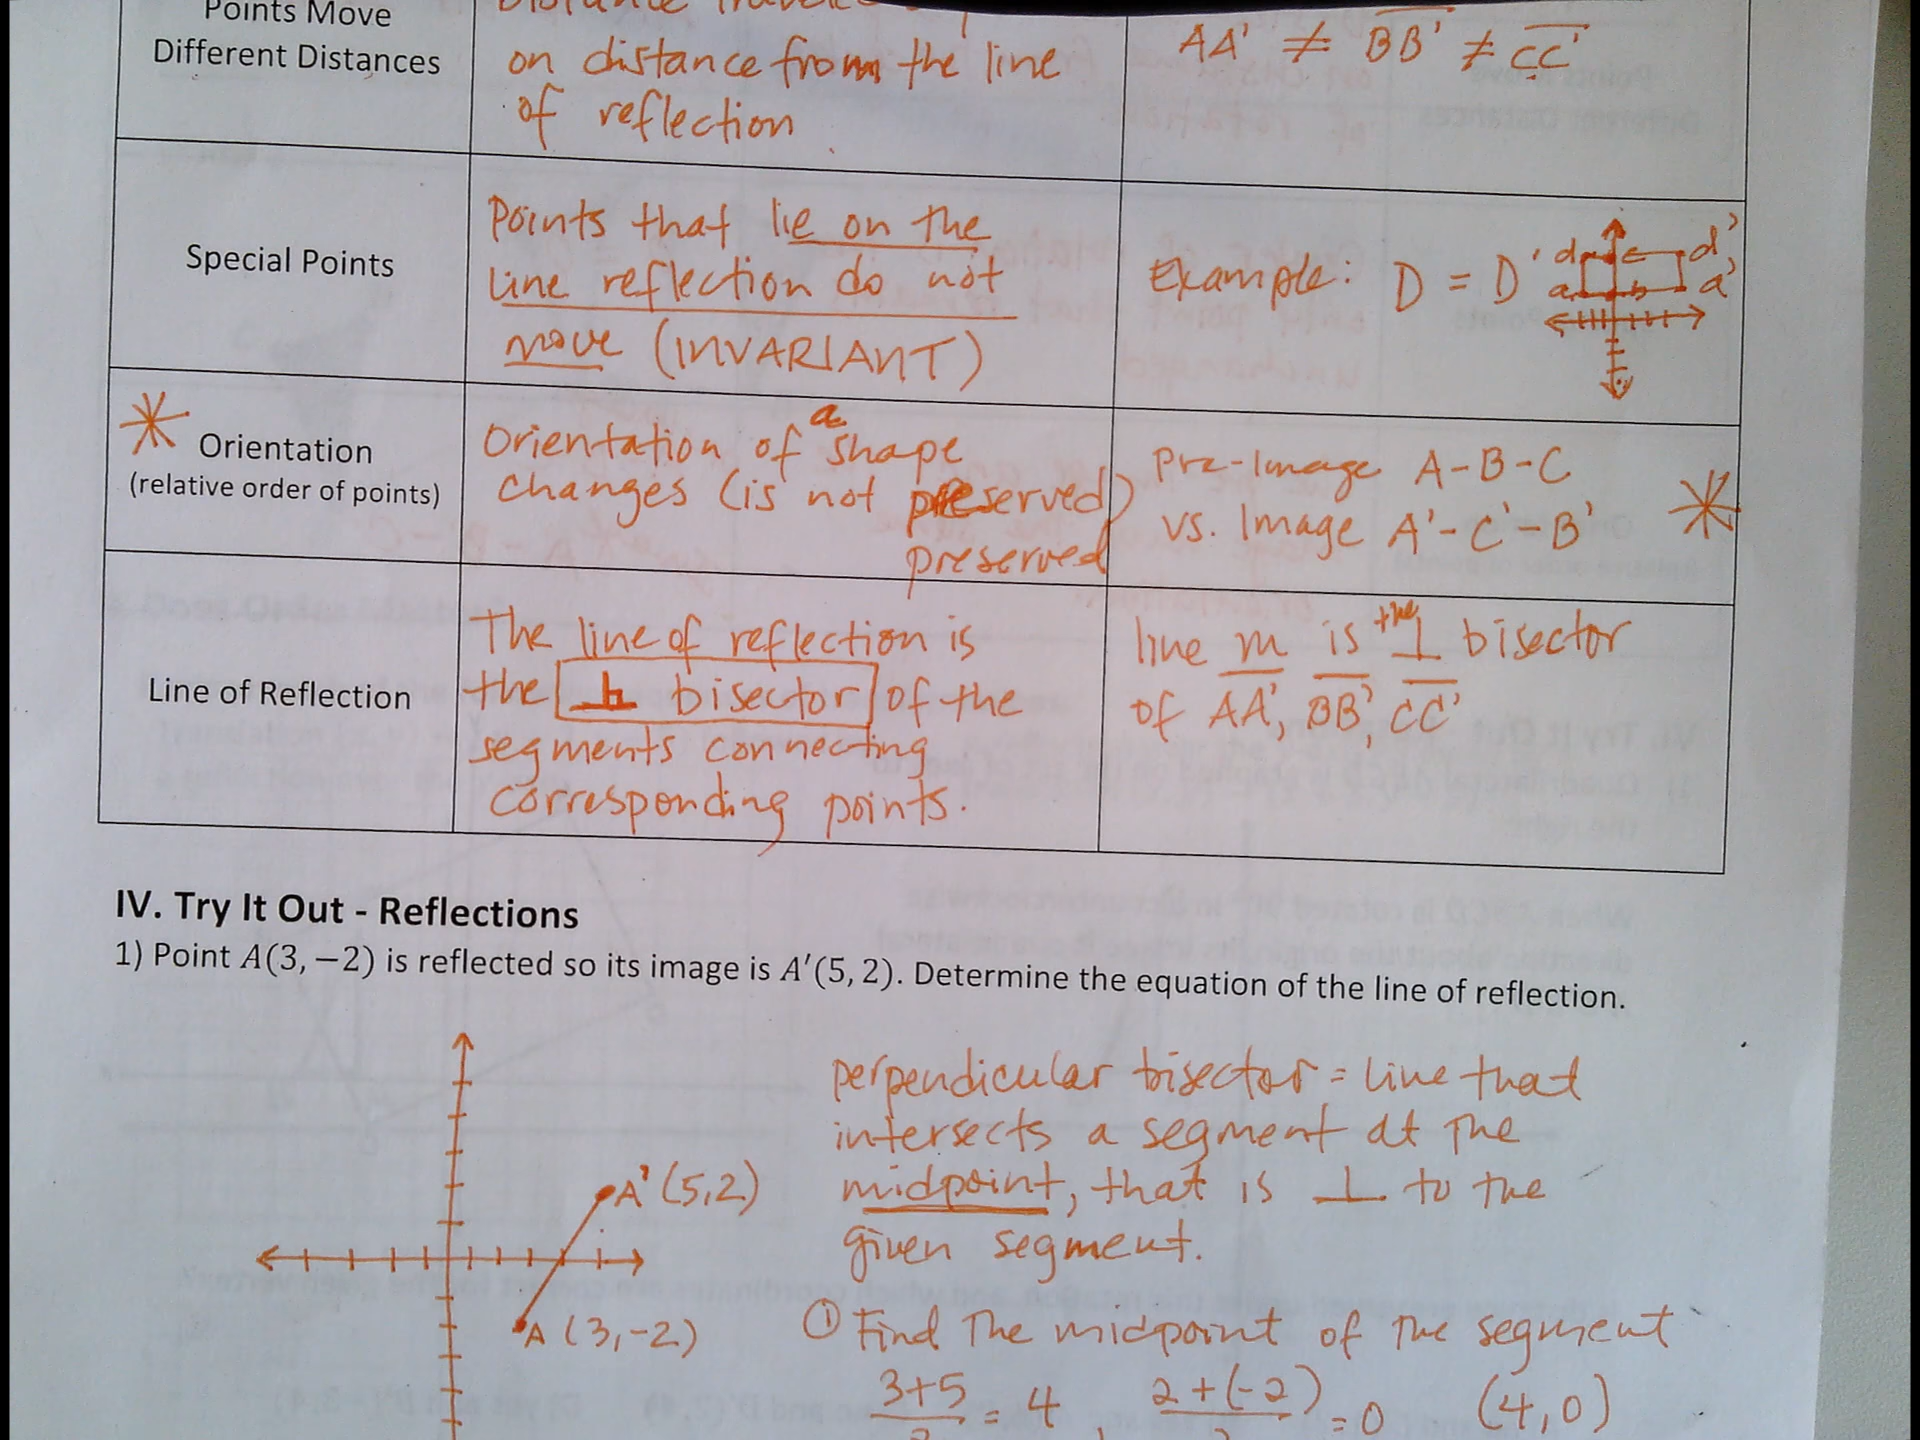 Points Move
Different Distances
on distance from the line
of reflection
AA' ≠ BB' ≠ CC'
Special Points
Points that lie on the
line reflection do not
move (INVARIANT)
Example: D = D'
d c d'
a b a'
Orientation
(relative order of points)
Orientation of a shape
changes (is not preserved)
preserved
Pre-Image A-B-C
vs. Image A'-C'-B'
Line of Reflection
The line of reflection is
the ⊥ bisector of the
segments connecting
corresponding points.
line m is the ⊥ bisector
of AA', BB', CC'
IV. Try It Out - Reflections
1) Point A(3, −2) is reflected so its image is A′(5, 2). Determine the equation of the line of reflection.
A' (5,2)
A (3,-2)
perpendicular bisector = line that
intersects a segment at the
midpoint, that is ⊥ to the
given segment.
① Find the midpoint of the segment
3+5 = 4, 2+(-2) = 0 (4,0)